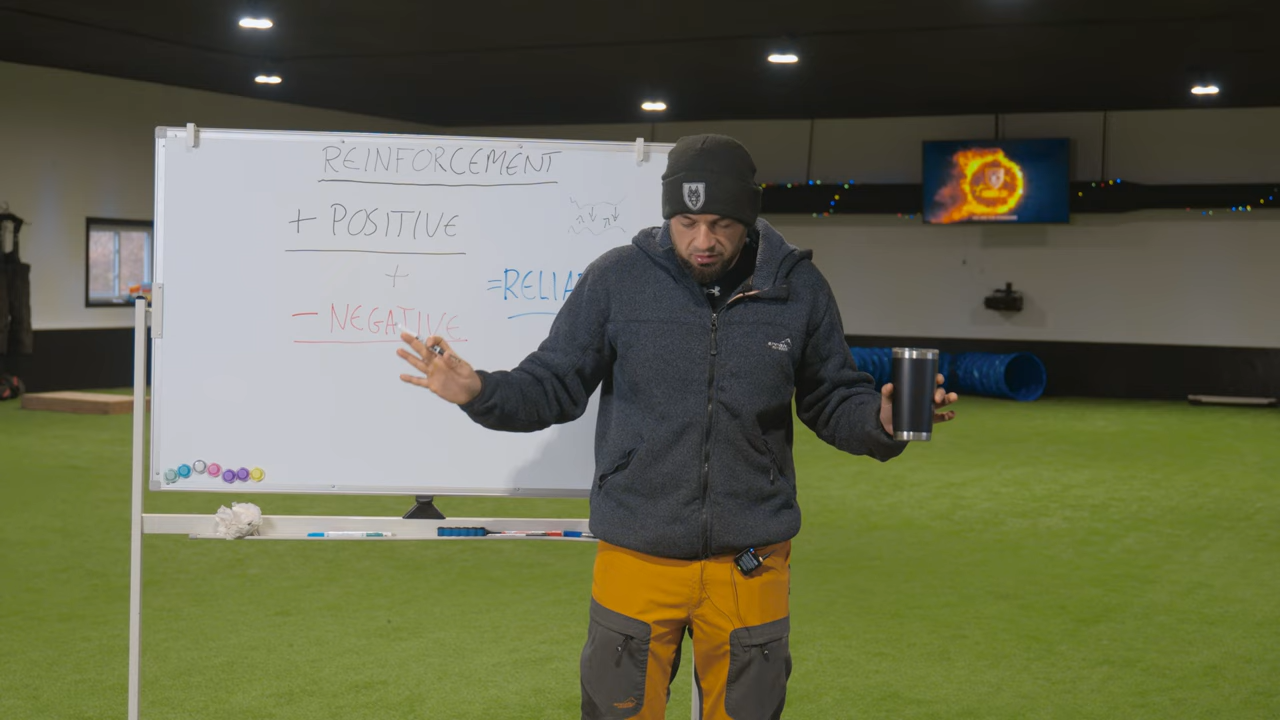 REINFORCEMENT
+ POSITIVE
+
=RELIA
- NEGATIVE